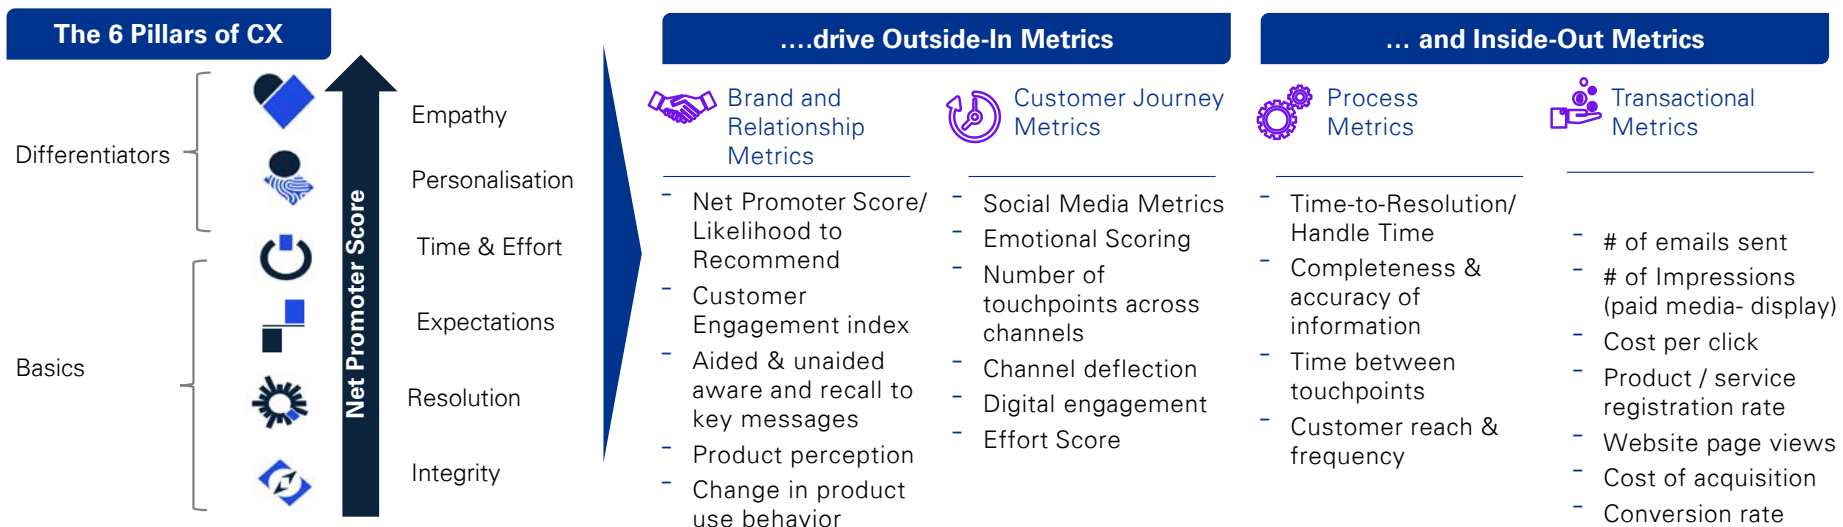 The 6 Pillars of CX
Differentiators
Basics
Net Promoter Score
Empathy
Personalisation
Time & Effort
Expectations
Resolution
Integrity
....drive Outside-In Metrics
Brand and
Relationship
Metrics
- Net Promoter Score/
Likelihood to
Recommend
- Customer
Engagement index
- Aided & unaided
aware and recall to
key messages
- Product perception
- Change in product
use behavior
Customer Journey
Metrics
- Social Media Metrics
- Emotional Scoring
- Number of
touchpoints across
channels
- Channel deflection
- Digital engagement
- Effort Score
... and Inside-Out Metrics
Process
Metrics
- Time-to-Resolution/
Handle Time
- Completeness &
accuracy of
information
- Time between
touchpoints
- Customer reach &
frequency
Transactional
Metrics
- # of emails sent
- # of Impressions
(paid media- display)
- Cost per click
- Product / service
registration rate
- Website page views
- Cost of acquisition
- Conversion rate